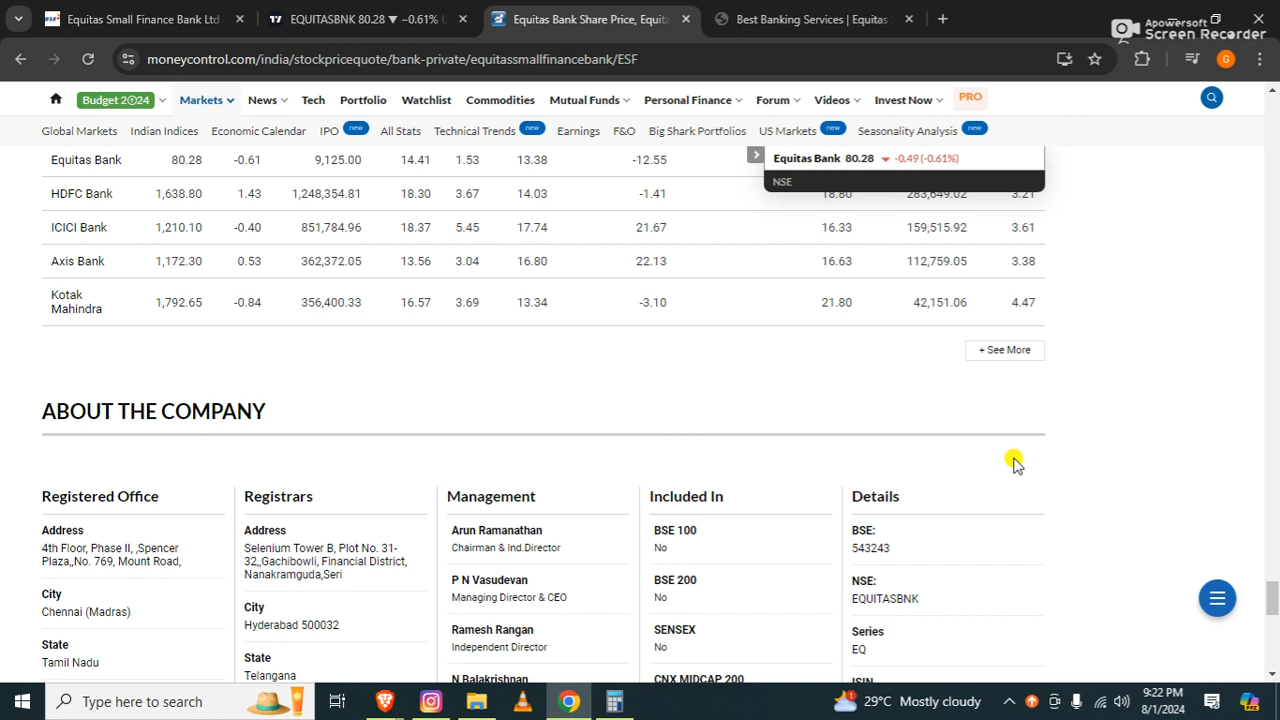 Equitas Small Finance Bank Ltd
EQUITASBNK 80.28 ▼ −0.61% U
Equitas Bank Share Price, Equita
Best Banking Services | Equitas
Apowersoft
Screen Recorder
moneycontrol.com/india/stockpricequote/bank-private/equitassmallfinancebank/ESF
G
Budget 2024 Markets News Tech Portfolio Watchlist Commodities Mutual Funds Personal Finance Forum Videos Invest Now PRO
Global Markets Indian Indices Economic Calendar IPO new All Stats Technical Trends new Earnings F&O Big Shark Portfolios US Markets new Seasonality Analysis new
Equitas Bank 80.28 -0.61 9,125.00 14.41 1.53 13.38 -12.55
Equitas Bank 80.28 ▼ -0.49 (-0.61%)
NSE
HDFC Bank 1,638.80 1.43 1,248,354.81 18.30 3.67 14.03 -1.41 18.80 283,649.02 3.21
ICICI Bank 1,210.10 -0.40 851,784.96 18.37 5.45 17.74 21.67 16.33 159,515.92 3.61
Axis Bank 1,172.30 0.53 362,372.05 13.56 3.04 16.80 22.13 16.63 112,759.05 3.38
Kotak
Mahindra 1,792.65 -0.84 356,400.33 16.57 3.69 13.34 -3.10 21.80 42,151.06 4.47
+ See More
ABOUT THE COMPANY
Registered Office
Address
4th Floor, Phase II, ,Spencer
Plaza,,No. 769, Mount Road,
City
Chennai (Madras)
State
Tamil Nadu
Registrars
Address
Selenium Tower B, Plot No. 31-
32,,Gachibowli, Financial District,
Nanakramguda,Seri
City
Hyderabad 500032
State
Telangana
Management
Arun Ramanathan
Chairman & Ind.Director
P N Vasudevan
Managing Director & CEO
Ramesh Rangan
Independent Director
N Balakrishnan
Included In
BSE 100
No
BSE 200
No
SENSEX
No
CNX MIDCAP 200
Details
BSE:
543243
NSE:
EQUITASBNK
Series
EQ
ISIN
Type here to search
29°C Mostly cloudy
9:22 PM
8/1/2024